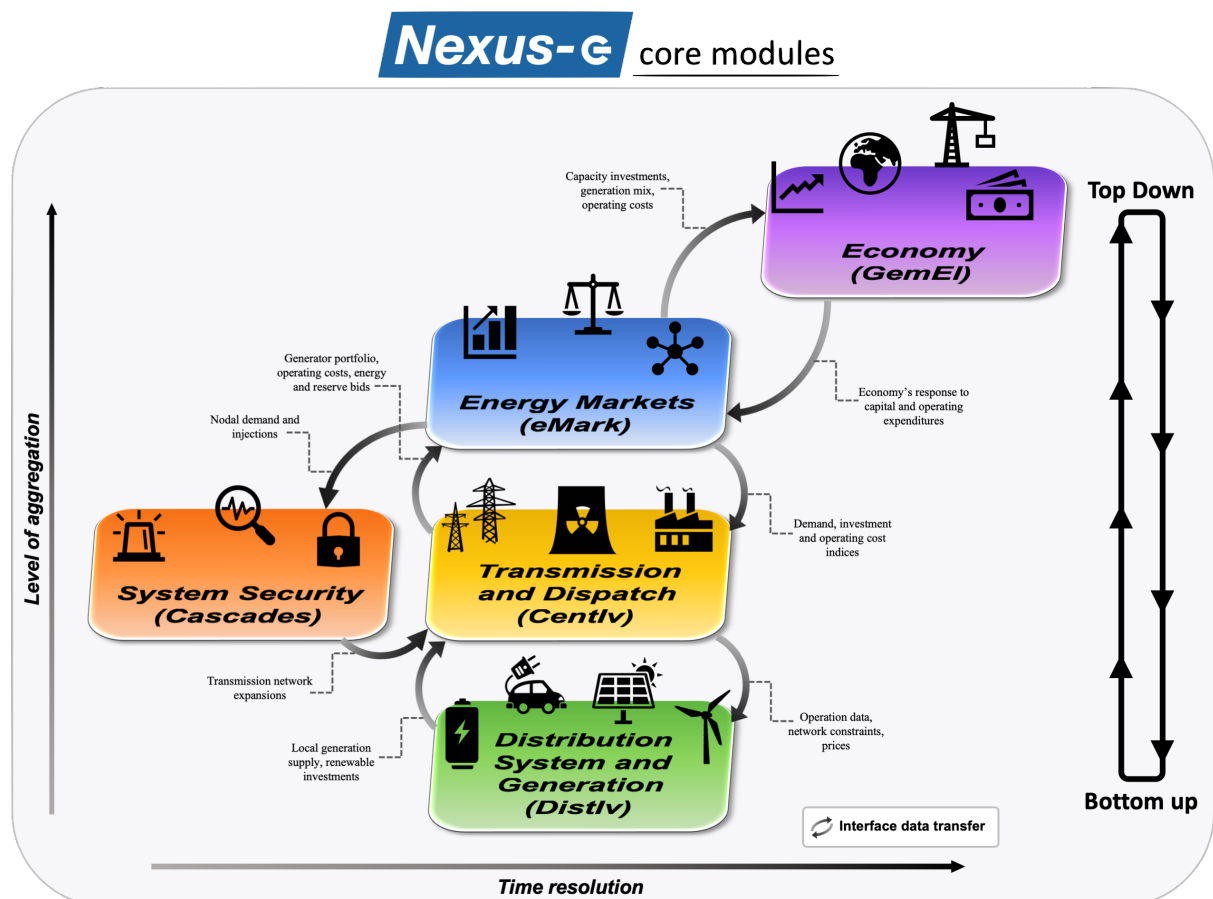 Nexus-e core modules
Top Down
Capacity investments,
generation mix,
operating costs
Economy
(GemEl)
Generator portfolio,
operating costs, energy
and reserve bids
Energy Markets
(eMark)
Economy's response to
capital and operating
expenditures
Nodal demand and
injections
Level of aggregation
System Security
(Cascades)
Transmission
and Dispatch
(CentIv)
Demand, investment
and operating cost
indices
Transmission network
expansions
Local generation
supply, renewable
investments
Distribution
System and
Generation
(DistIv)
Operation data,
network constraints,
prices
Bottom up
Interface data transfer
Time resolution